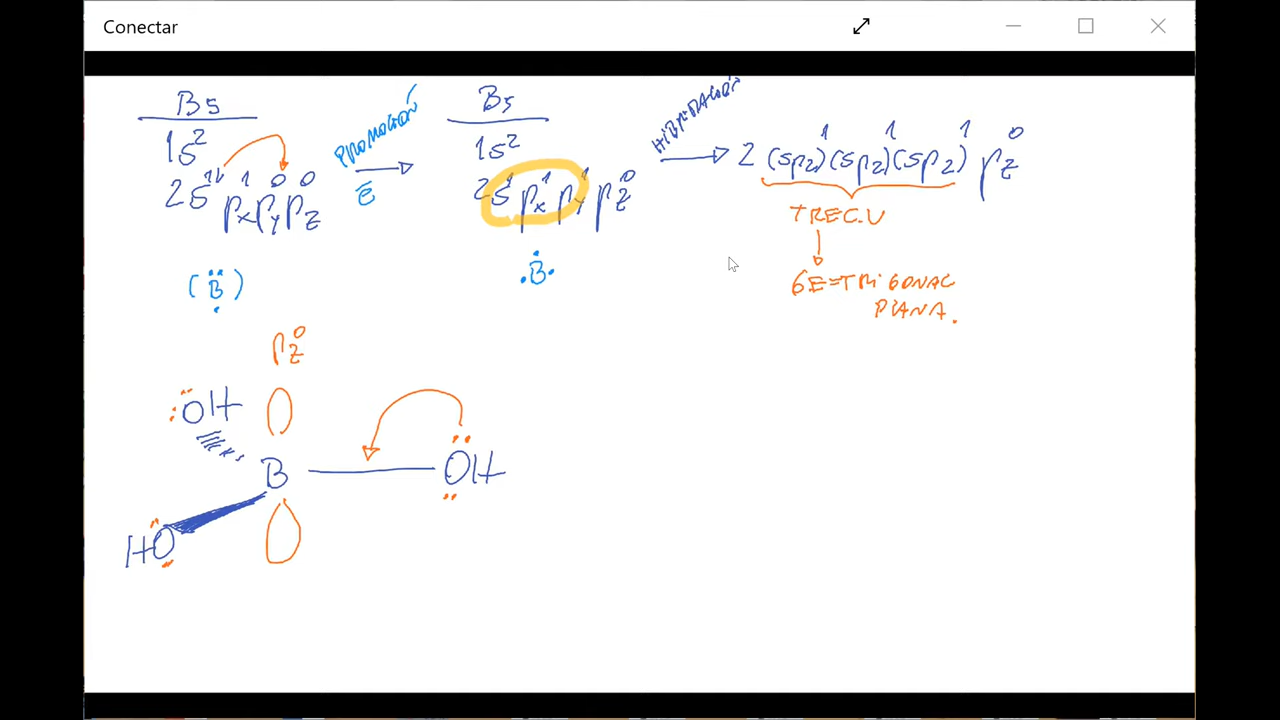 Conectar
B5
1s²
2s¹↓ px¹ py⁰ pz⁰
(B)
PROMOCIÓN
ē
B5
1s²
2s¹ px¹ py¹ pz⁰
B
HIBRIDACIÓN
2 (sp2)¹(sp2)¹(sp2)¹ pz⁰
TREC.V
GE=TRIGONAL
PLANA.
pz⁰
OH
B
OH
HO